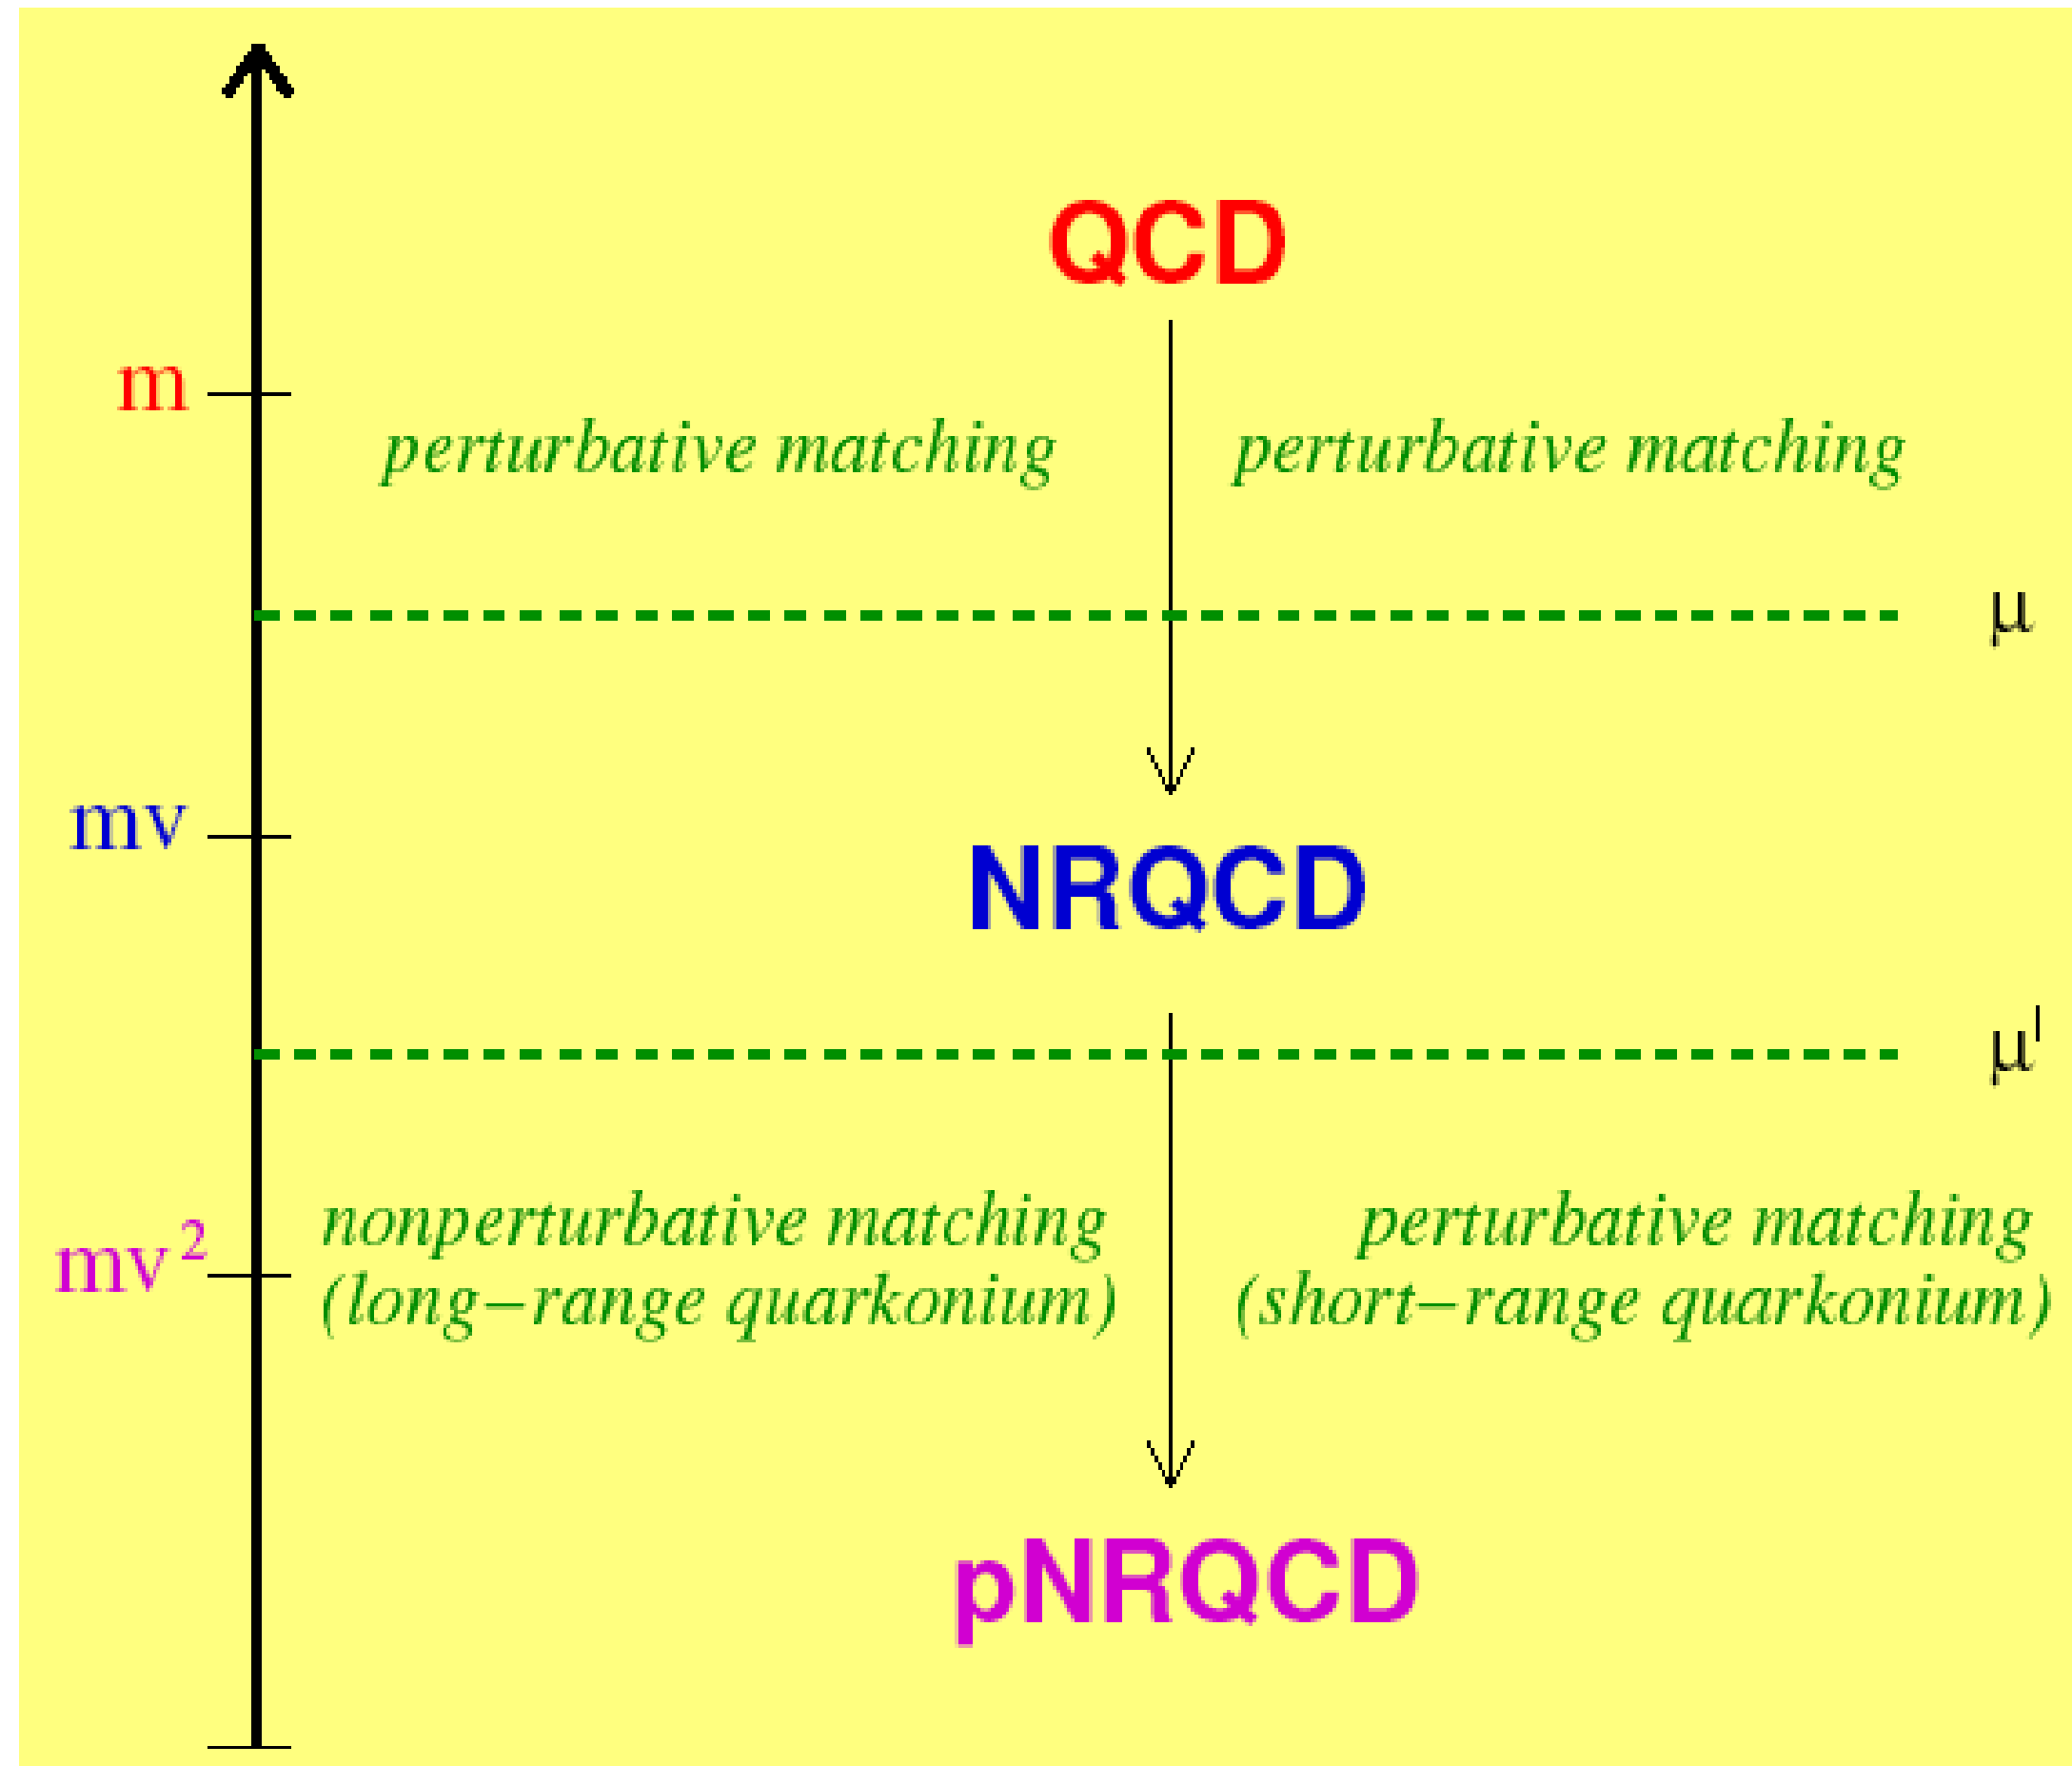 QCD
m
perturbative matching perturbative matching
μ
mv
NRQCD
μ'
nonperturbative matching perturbative matching
mv²
(long–range quarkonium) (short–range quarkonium)
pNRQCD